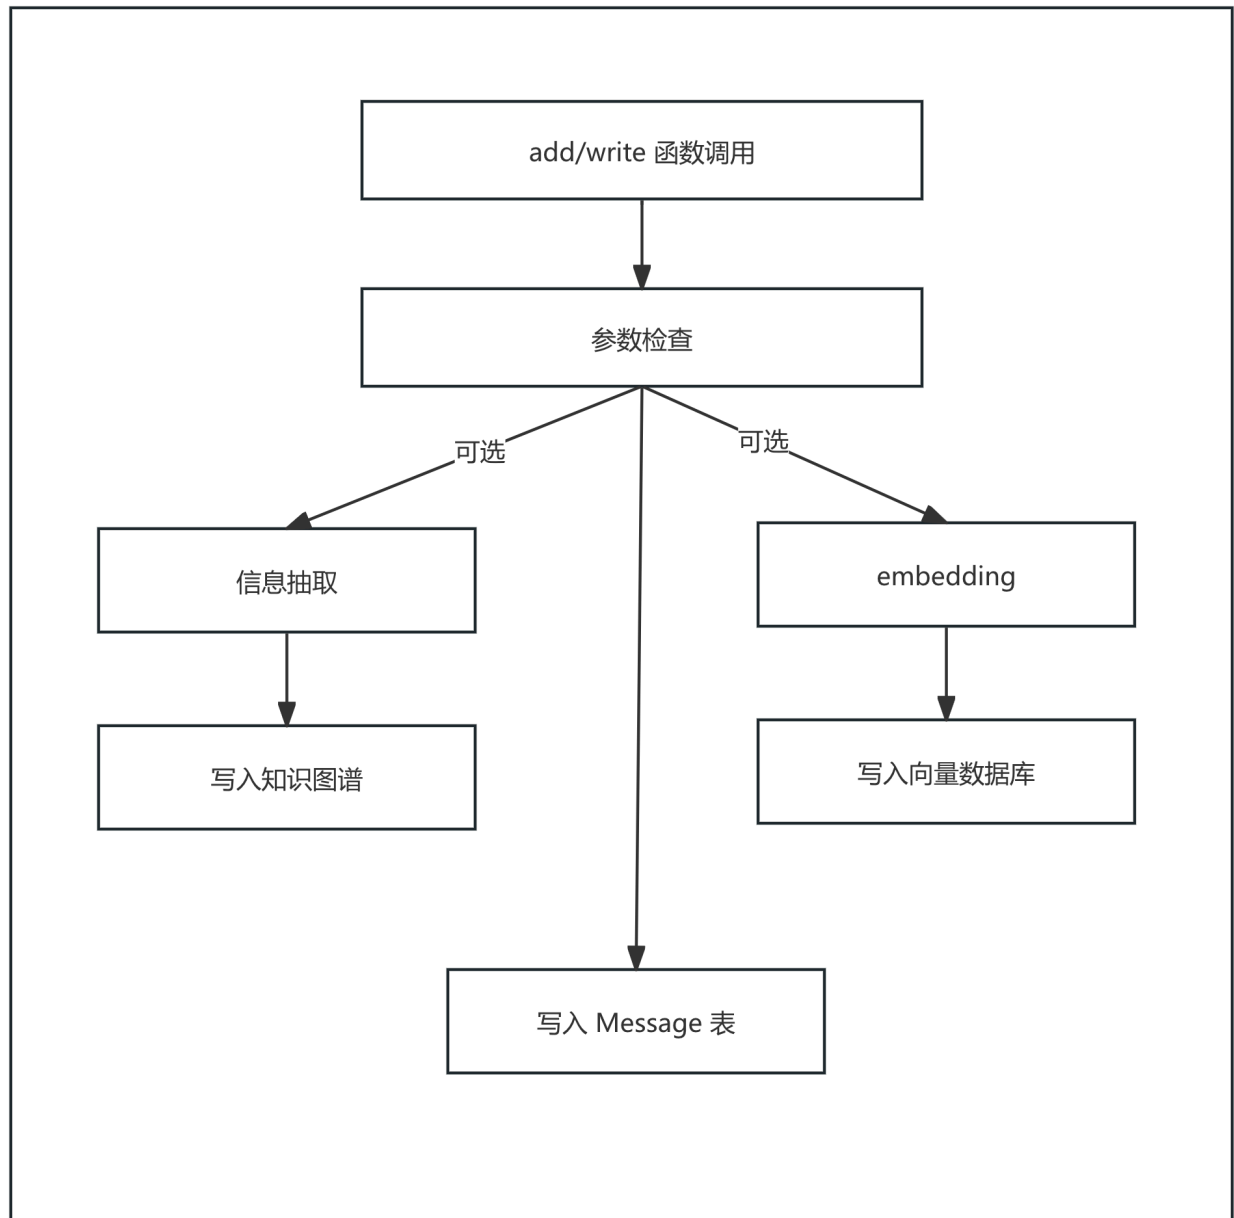 add/write 函数调用
参数检查
可选
可选
信息抽取
embedding
写入知识图谱
写入向量数据库
写入 Message 表